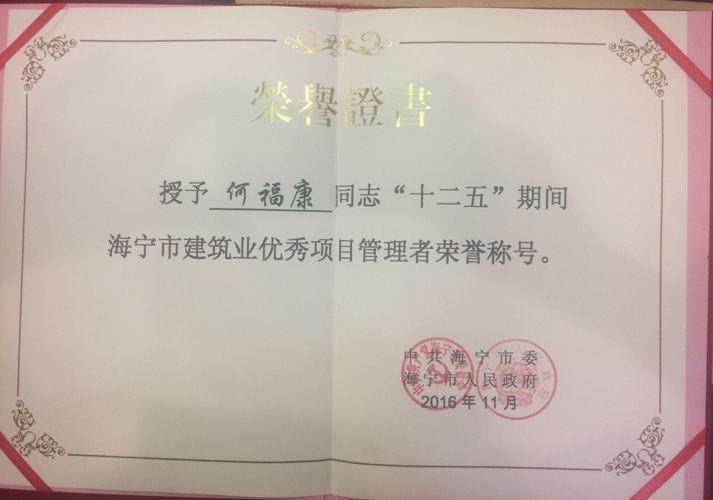 榮譽證書
授予 何福康 同志“十二五”期间
海宁市建筑业优秀项目管理者荣誉称号。
中共海宁市委
海宁市人民政府
2016年11月